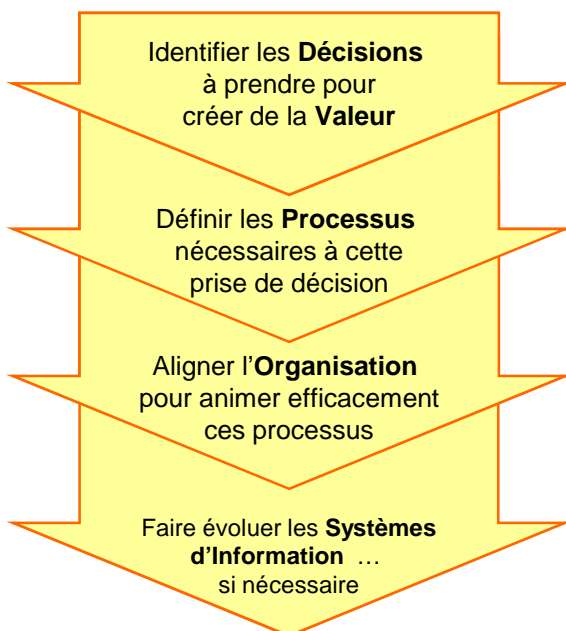 Identifier les Décisions
à prendre pour
créer de la Valeur
Définir les Processus
nécessaires à cette
prise de décision
Aligner l’Organisation
pour animer efficacement
ces processus
Faire évoluer les Systèmes
d’Information …
si nécessaire